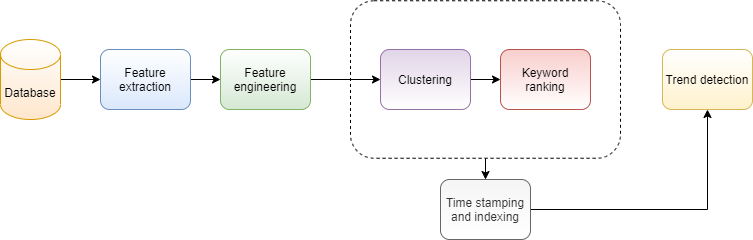 Database
Feature
extraction
Feature
engineering
Clustering
Keyword
ranking
Time stamping
and indexing
Trend detection